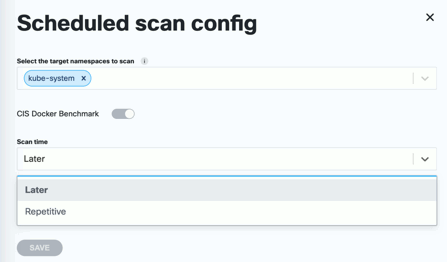 Scheduled scan config
Select the target namespaces to scan i
kube-system ×
CIS Docker Benchmark
Scan time
Later
Later
Repetitive
SAVE